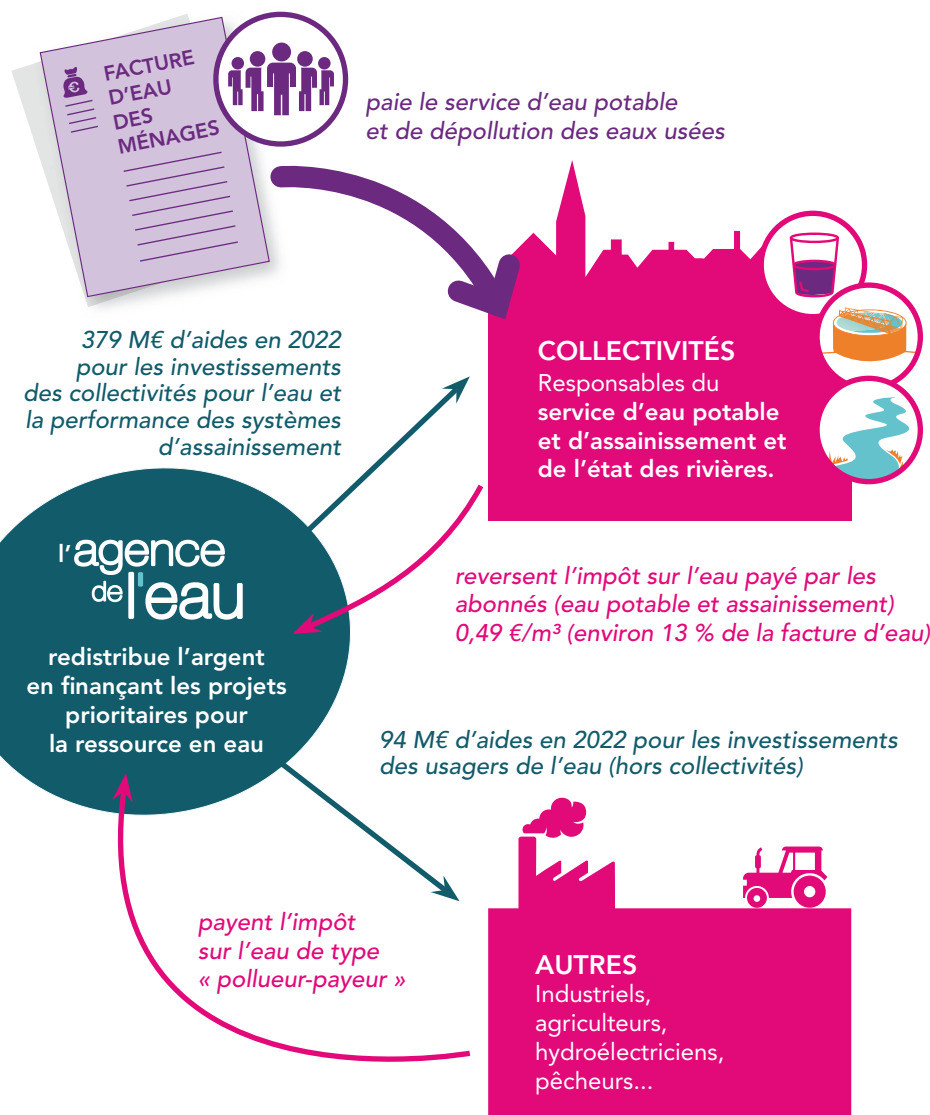 FACTURE
D'EAU
DES
MÉNAGES
€
paie le service d'eau potable
et de dépollution des eaux usées
379 M€ d'aides en 2022
pour les investissements
des collectivités pour l'eau et
la performance des systèmes
d'assainissement
COLLECTIVITÉS
Responsables du
service d'eau potable
et d'assainissement et
de l'état des rivières.
l'agence
de l'eau
redistribue l'argent
en finançant les projets
prioritaires pour
la ressource en eau
reversent l'impôt sur l'eau payé par les
abonnés (eau potable et assainissement)
0,49 €/m³ (environ 13 % de la facture d'eau)
94 M€ d'aides en 2022 pour les investissements
des usagers de l'eau (hors collectivités)
payent l'impôt
sur l'eau de type
« pollueur-payeur »
AUTRES
Industriels,
agriculteurs,
hydroélectriciens,
pêcheurs...